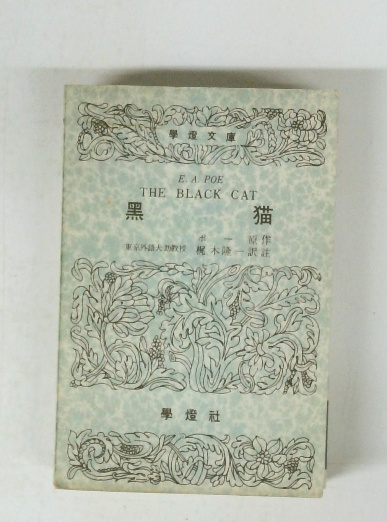 學燈文庫
E. A. POE
THE BLACK CAT
黑猫
ポー原作
東京外語大助教授 梶木隆一訳註
學燈社